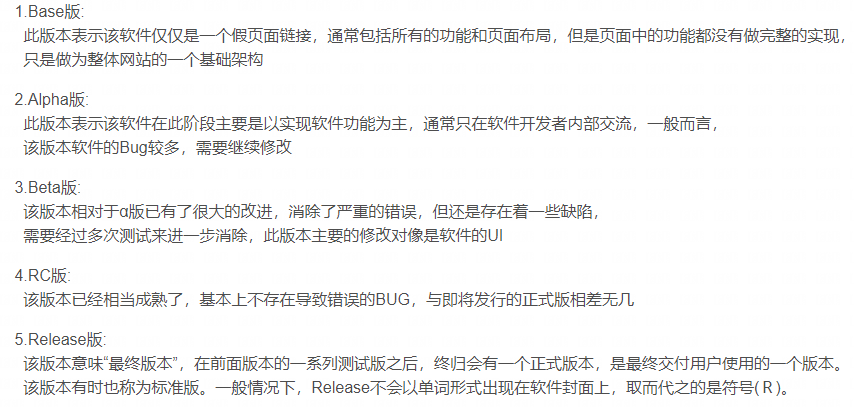 1.Base版:
此版本表示该软件仅仅是一个假页面链接，通常包括所有的功能和页面布局，但是页面中的功能都没有做完整的实现，
只是做为整体网站的一个基础架构
2.Alpha版:
此版本表示该软件在此阶段主要是以实现软件功能为主，通常只在软件开发者内部交流，一般而言，
该版本软件的Bug较多，需要继续修改
3.Beta版:
该版本相对于α版已有了很大的改进，消除了严重的错误，但还是存在着一些缺陷，
需要经过多次测试来进一步消除，此版本主要的修改对像是软件的UI
4.RC版:
该版本已经相当成熟了，基本上不存在导致错误的BUG，与即将发行的正式版相差无几
5.Release版:
该版本意味“最终版本”，在前面版本的一系列测试版之后，终归会有一个正式版本，是最终交付用户使用的一个版本。
该版本有时也称为标准版。一般情况下，Release不会以单词形式出现在软件封面上，取而代之的是符号(Ｒ)。